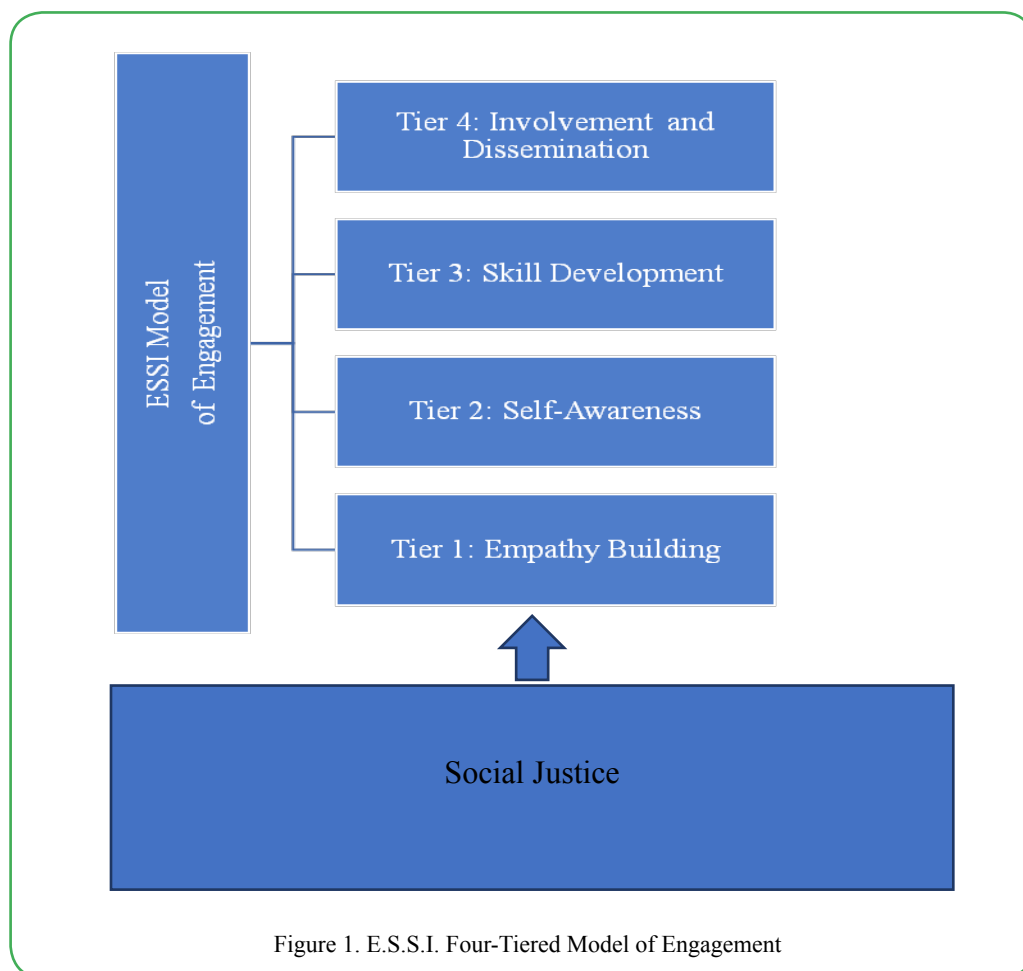 ESSI Model
of Engagement
Tier 4: Involvement and
Dissemination
Tier 3: Skill Development
Tier 2: Self-Awareness
Tier 1: Empathy Building
Social Justice
Figure 1. E.S.S.I. Four-Tiered Model of Engagement